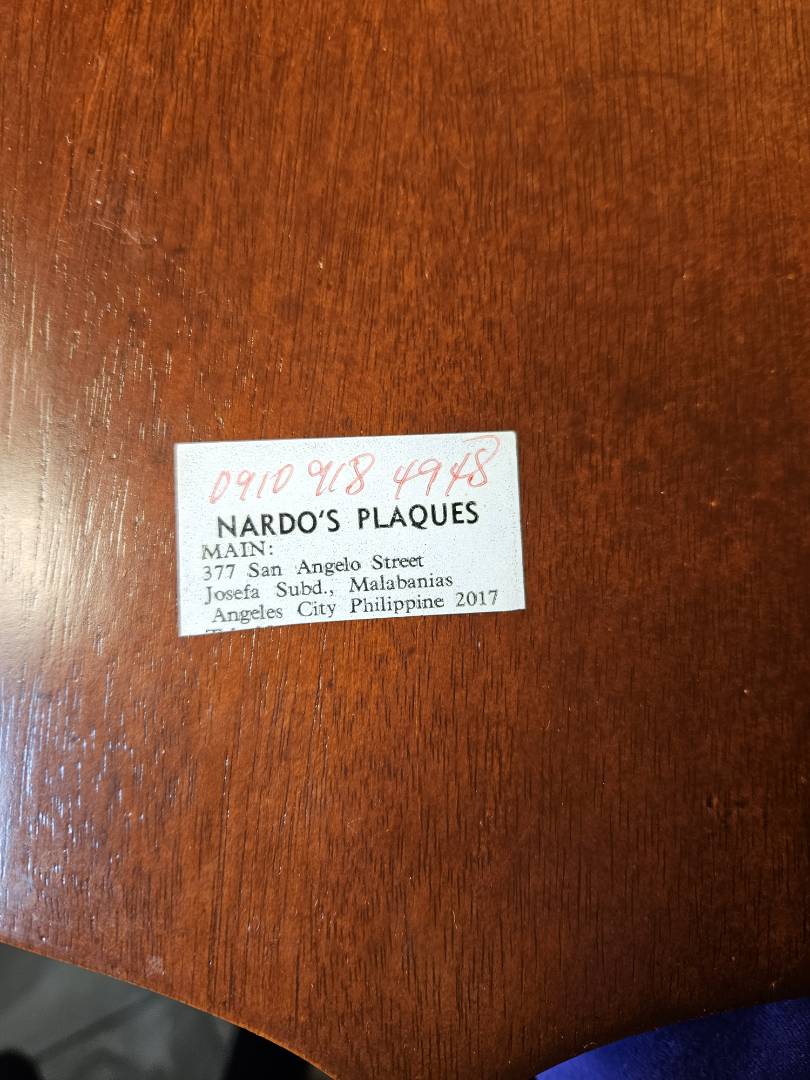 0910 918 4948
NARDO'S PLAQUES
MAIN:
377 San Angelo Street
Josefa Subd., Malabanias
Angeles City Philippine 2017